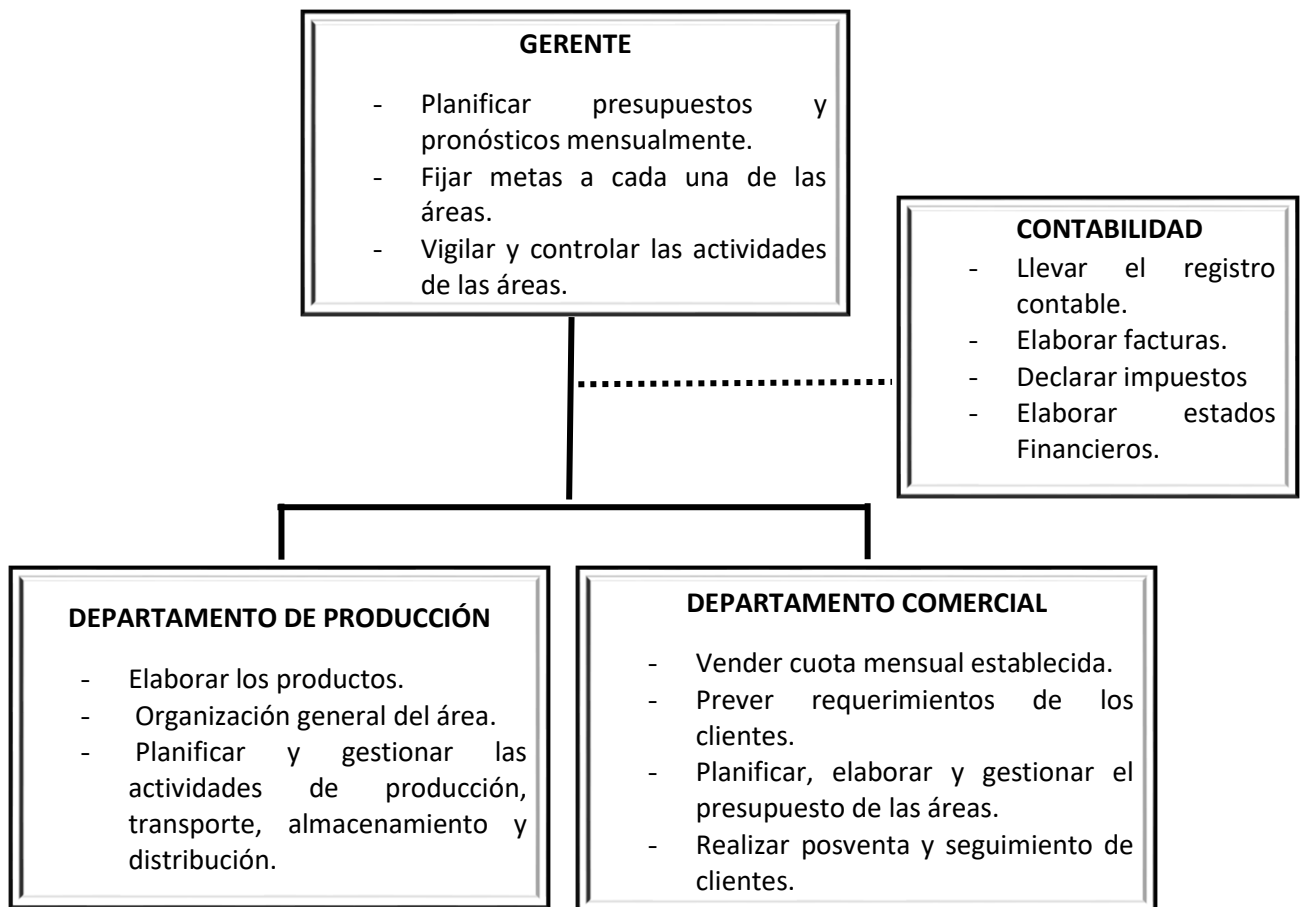 GERENTE
- Planificar presupuestos y
pronósticos mensualmente.
- Fijar metas a cada una de las
áreas.
- Vigilar y controlar las actividades
de las áreas.
CONTABILIDAD
- Llevar el registro
contable.
- Elaborar facturas.
- Declarar impuestos
- Elaborar estados
Financieros.
DEPARTAMENTO DE PRODUCCIÓN
- Elaborar los productos.
- Organización general del área.
- Planificar y gestionar las
actividades de producción,
transporte, almacenamiento y
distribución.
DEPARTAMENTO COMERCIAL
- Vender cuota mensual establecida.
- Prever requerimientos de los
clientes.
- Planificar, elaborar y gestionar el
presupuesto de las áreas.
- Realizar posventa y seguimiento de
clientes.